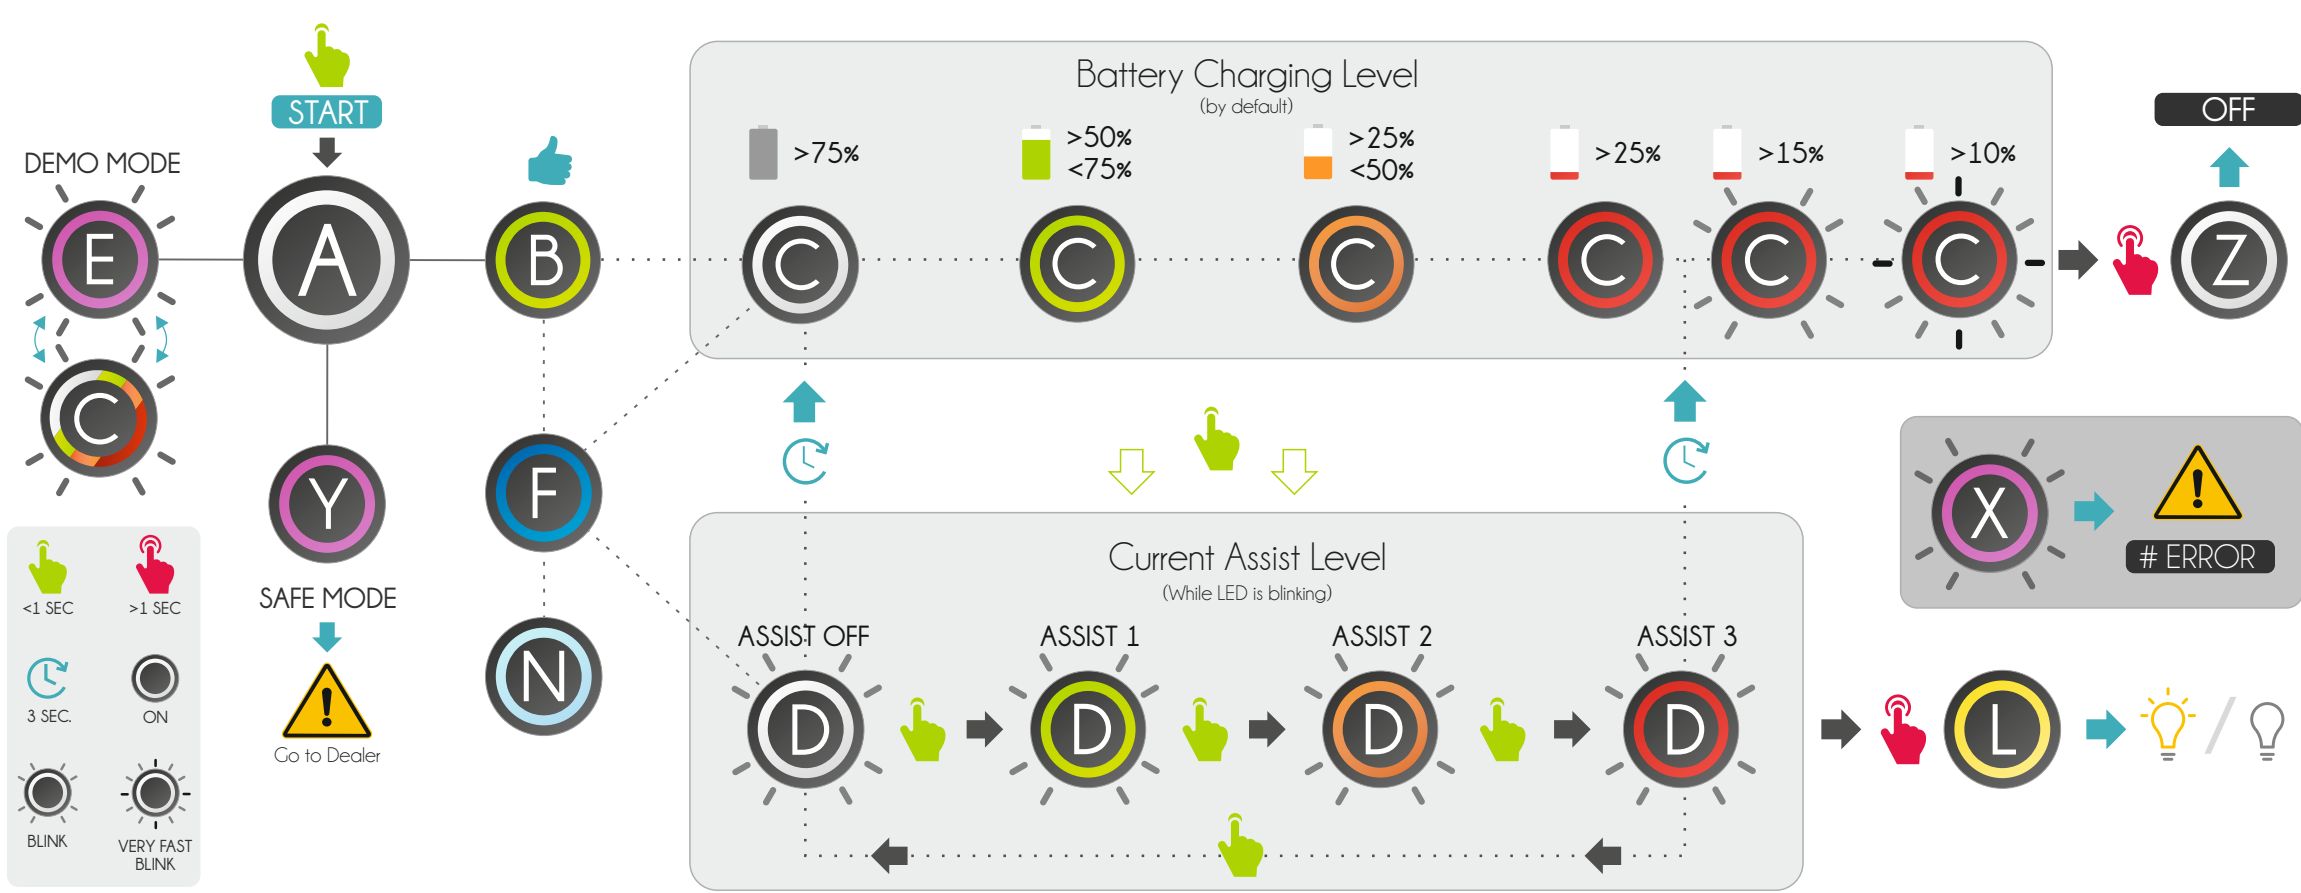 START
DEMO MODE
E
A
B
C
Y
SAFE MODE
Go to Dealer
F
N
<1 SEC
>1 SEC
3 SEC.
ON
BLINK
VERY FAST
BLINK
Battery Charging Level
(by default)
>75%
>50%
<75%
>25%
<50%
>25%
>15%
>10%
C
C
C
C
C
C
OFF
Z
Current Assist Level
(While LED is blinking)
ASSIST OFF
ASSIST 1
ASSIST 2
ASSIST 3
D
D
D
D
X
# ERROR
L